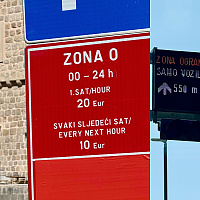 ZONA 0
00 - 24 h
1.SAT/HOUR
20 Eur
SVAKI SLJEDEĆI SAT/
EVERY NEXT HOUR
10 Eur
ZONA
SAMO
550 m